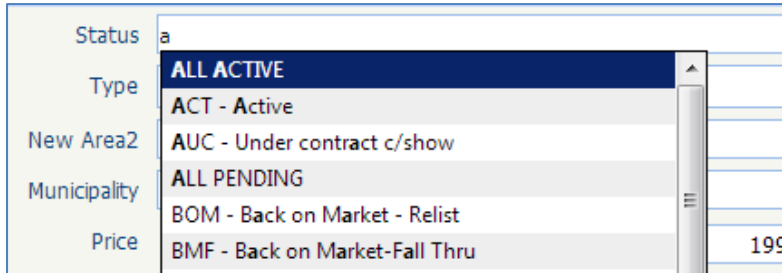 Status a
ALL ACTIVE
Type
ACT - Active
New Area2
AUC - Under contract c/show
Municipality
ALL PENDING
BOM - Back on Market - Relist
Price
BMF - Back on Market-Fall Thru
199